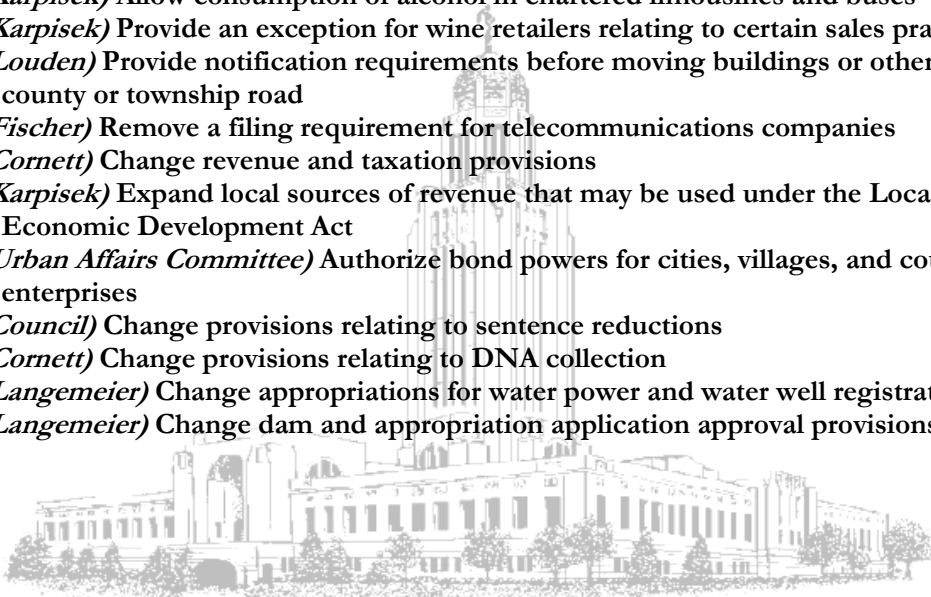 Karpisek) Allow consumption of alcohol in chartered limousines and buses
Karpisek) Provide an exception for wine retailers relating to certain sales pra
Louden) Provide notification requirements before moving buildings or other
county or township road
Fischer) Remove a filing requirement for telecommunications companies
Cornett) Change revenue and taxation provisions
Karpisek) Expand local sources of revenue that may be used under the Loca
Economic Development Act
Urban Affairs Committee) Authorize bond powers for cities, villages, and cou
enterprises
Council) Change provisions relating to sentence reductions
Cornett) Change provisions relating to DNA collection
Langemeier) Change appropriations for water power and water well registrat
Langemeier) Change dam and appropriation application approval provisions